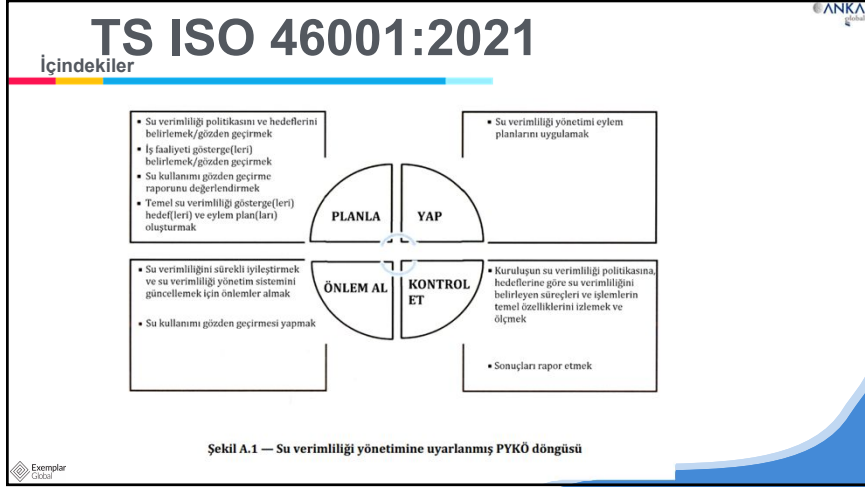 TS ISO 46001:2021
İçindekiler
ANKA
global
▪ Su verimliliği politikasını ve hedeflerini
belirlemek/gözden geçirmek
▪ İş faaliyeti gösterge(leri)
belirlemek/gözden geçirmek
▪ Su kullanımı gözden geçirme
raporunu değerlendirmek
▪ Temel su verimliliği gösterge(leri)
hedef(leri) ve eylem plan(ları)
oluşturmak
▪ Su verimliliği yönetimi eylem
planlarını uygulamak
PLANLA
YAP
ÖNLEM AL
KONTROL
ET
▪ Su verimliliğini sürekli iyileştirmek
ve su verimliliği yönetim sistemini
güncellemek için önlemler almak
▪ Su kullanımı gözden geçirmesi yapmak
▪ Kuruluşun su verimliliği politikasına,
hedeflerine göre su verimliliğini
belirleyen süreçleri ve işlemlerin
temel özelliklerini izlemek ve
ölçmek
▪ Sonuçları rapor etmek
Şekil A.1 — Su verimliliği yönetimine uyarlanmış PYKÖ döngüsü
Exemplar
Global